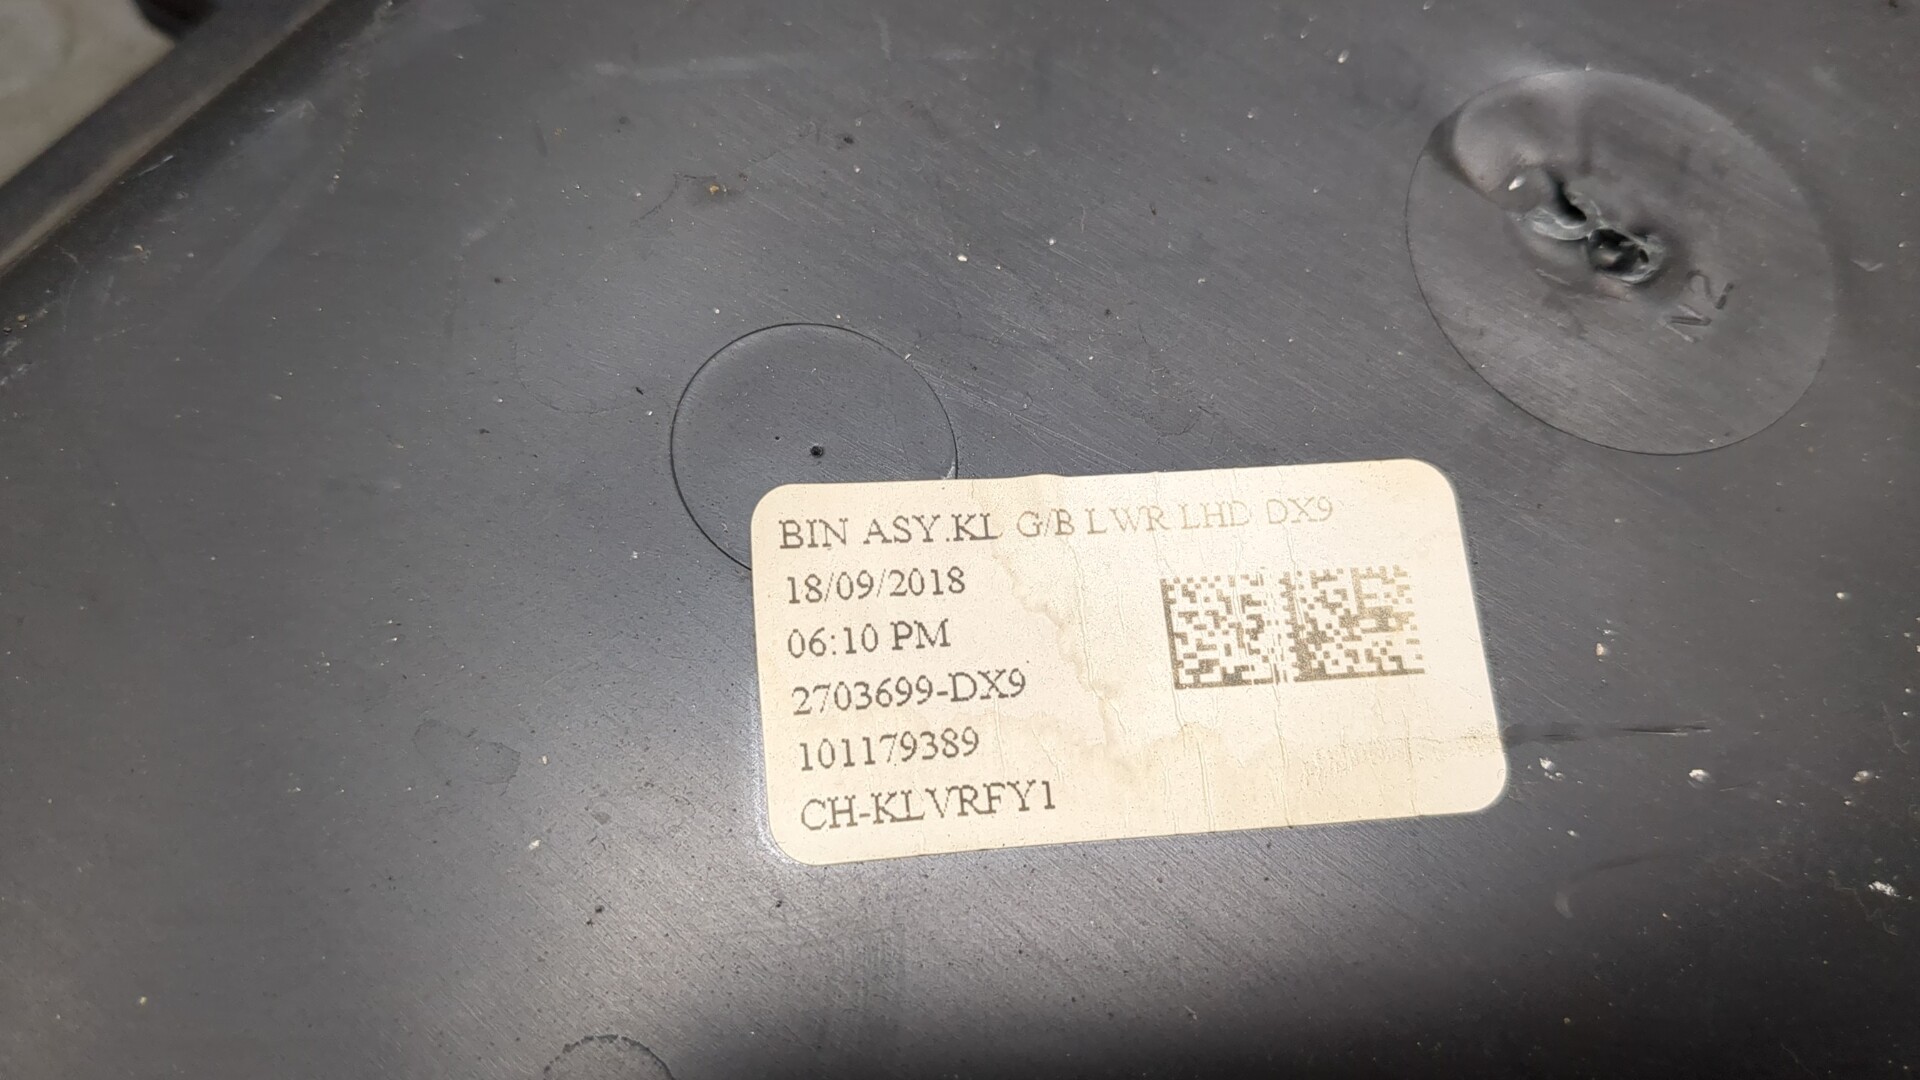 BIN ASY.KL G/B LWR LHD DX9
18/09/2018
06:10 PM
2703699-DX9
101179389
CH-KLVRFY1